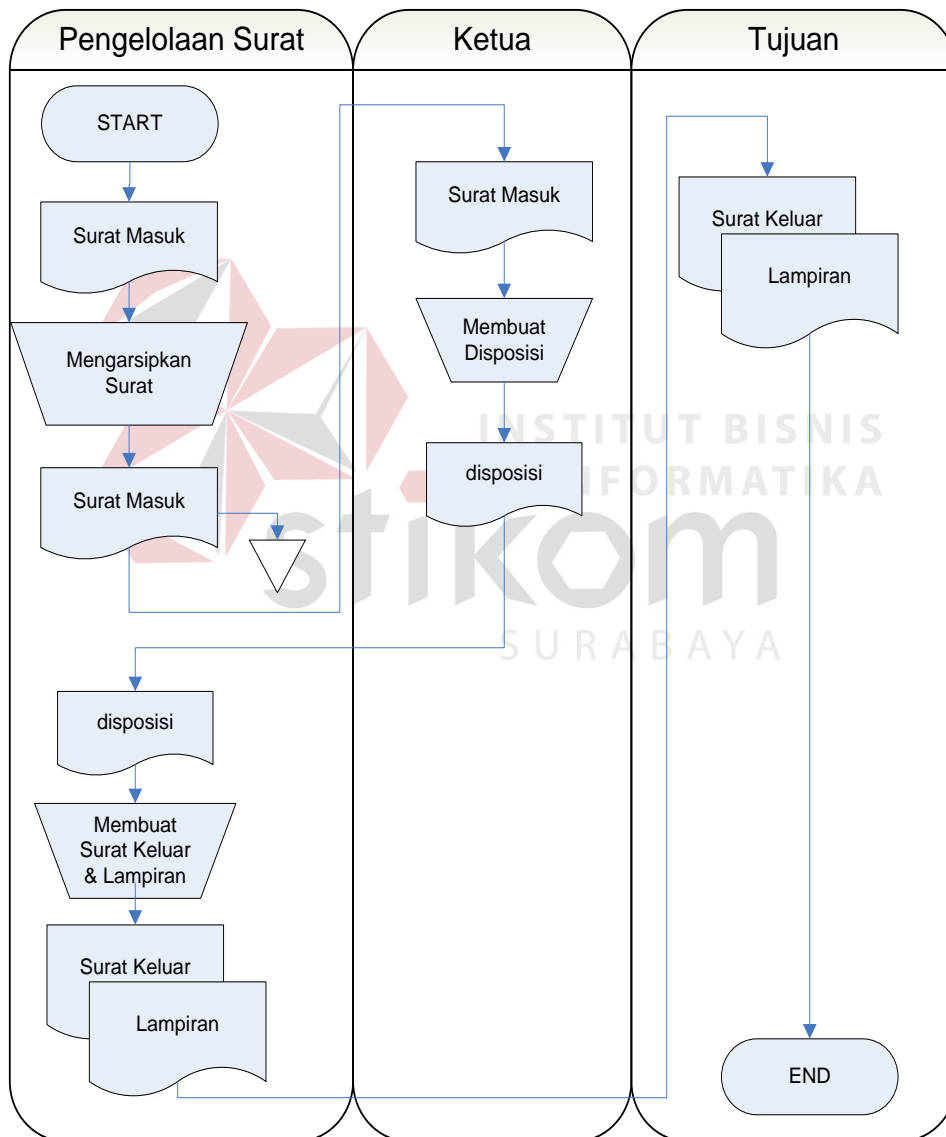 Pengelolaan Surat
Ketua
Tujuan
START
Surat Masuk
Mengarsipkan
Surat
Surat Masuk
disposisi
Membuat
Surat Keluar
& Lampiran
Surat Keluar
Lampiran
Surat Masuk
Membuat
Disposisi
disposisi
Surat Keluar
Lampiran
END
INSTITUT BISNIS
NFORMATIKA
stikom
SURABAYA